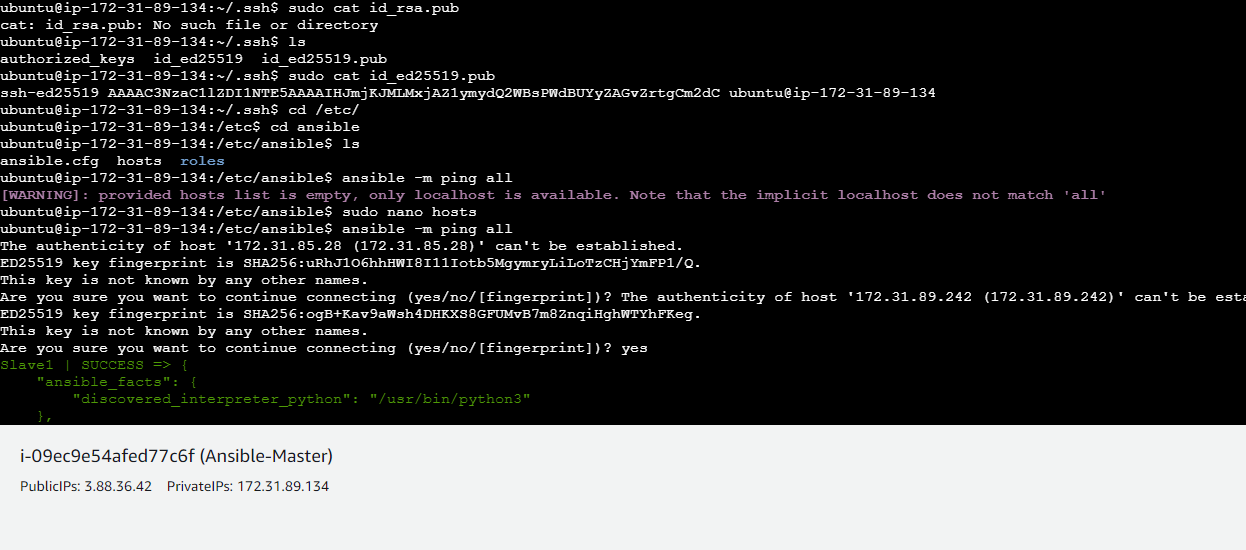 ubuntu@ip-172-31-89-134:~/.ssh$ sudo cat id_rsa.pub
cat: id_rsa.pub: No such file or directory
ubuntu@ip-172-31-89-134:~/.ssh$ ls
authorized_keys  id_ed25519  id_ed25519.pub
ubuntu@ip-172-31-89-134:~/.ssh$ sudo cat id_ed25519.pub
ssh-ed25519 AAAAC3NzaC1lZDI1NTE5AAAAIHJmjKJMLMxjAZ1ymydQ2WBsPWdBUYyZAGvZrtgCm2dC ubuntu@ip-172-31-89-134
ubuntu@ip-172-31-89-134:~/.ssh$ cd /etc/
ubuntu@ip-172-31-89-134:/etc$ cd ansible
ubuntu@ip-172-31-89-134:/etc/ansible$ ls
ansible.cfg  hosts  roles
ubuntu@ip-172-31-89-134:/etc/ansible$ ansible -m ping all
[WARNING]: provided hosts list is empty, only localhost is available. Note that the implicit localhost does not match 'all'
ubuntu@ip-172-31-89-134:/etc/ansible$ sudo nano hosts
ubuntu@ip-172-31-89-134:/etc/ansible$ ansible -m ping all
The authenticity of host '172.31.85.28 (172.31.85.28)' can't be established.
ED25519 key fingerprint is SHA256:uRhJ1O6hhHWI8I11Iotb5MgymryLiLoTzCHjYmFP1/Q.
This key is not known by any other names.
Are you sure you want to continue connecting (yes/no/[fingerprint])? The authenticity of host '172.31.89.242 (172.31.89.242)' can't be esta
ED25519 key fingerprint is SHA256:ogB+Kav9aWsh4DHKXS8GFUMvB7m8ZnqiHghWTYhFKeg.
This key is not known by any other names.
Are you sure you want to continue connecting (yes/no/[fingerprint])? yes
Slave1 | SUCCESS => {
    "ansible_facts": {
        "discovered_interpreter_python": "/usr/bin/python3"
    },
i-09ec9e54afed77c6f (Ansible-Master)
PublicIPs: 3.88.36.42    PrivateIPs: 172.31.89.134